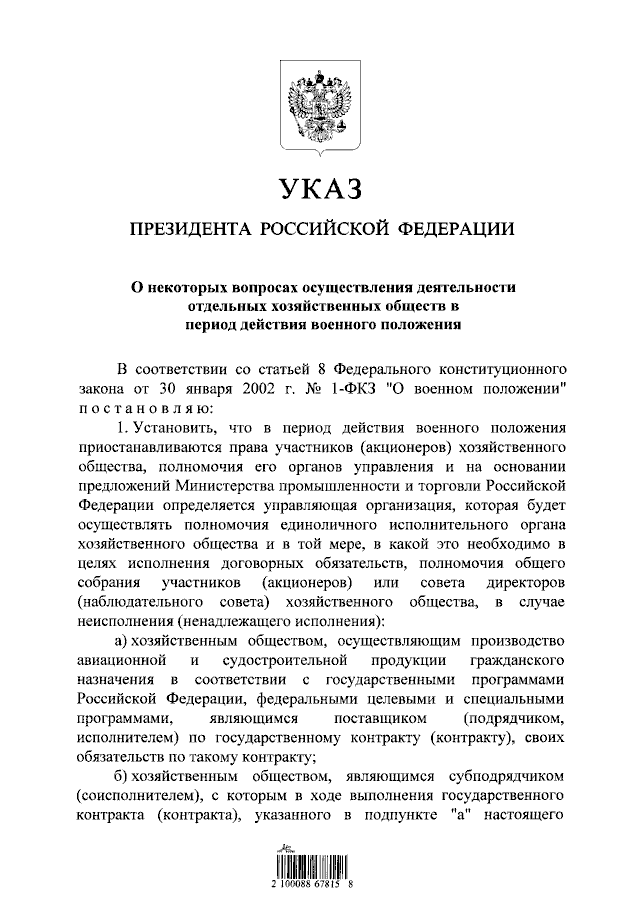 УКАЗ
ПРЕЗИДЕНТА РОССИЙСКОЙ ФЕДЕРАЦИИ
О некоторых вопросах осуществления деятельности
отдельных хозяйственных обществ в
период действия военного положения
В соответствии со статьей 8 Федерального конституционного
закона от 30 января 2002 г. № 1-ФКЗ "О военном положении"
п о с т а н о в л я ю:
1. Установить, что в период действия военного положения
приостанавливаются права участников (акционеров) хозяйственного
общества, полномочия его органов управления и на основании
предложений Министерства промышленности и торговли Российской
Федерации определяется управляющая организация, которая будет
осуществлять полномочия единоличного исполнительного органа
хозяйственного общества и в той мере, в какой это необходимо в
целях исполнения договорных обязательств, полномочия общего
собрания участников (акционеров) или совета директоров
(наблюдательного совета) хозяйственного общества, в случае
неисполнения (ненадлежащего исполнения):
а) хозяйственным обществом, осуществляющим производство
авиационной и судостроительной продукции гражданского
назначения в соответствии с государственными программами
Российской Федерации, федеральными целевыми и специальными
программами, являющимся поставщиком (подрядчиком,
исполнителем) по государственному контракту (контракту), своих
обязательств по такому контракту;
б) хозяйственным обществом, являющимся субподрядчиком
(соисполнителем), с которым в ходе выполнения государственного
контракта (контракта), указанного в подпункте "а" настоящего
2 100088 67815 8